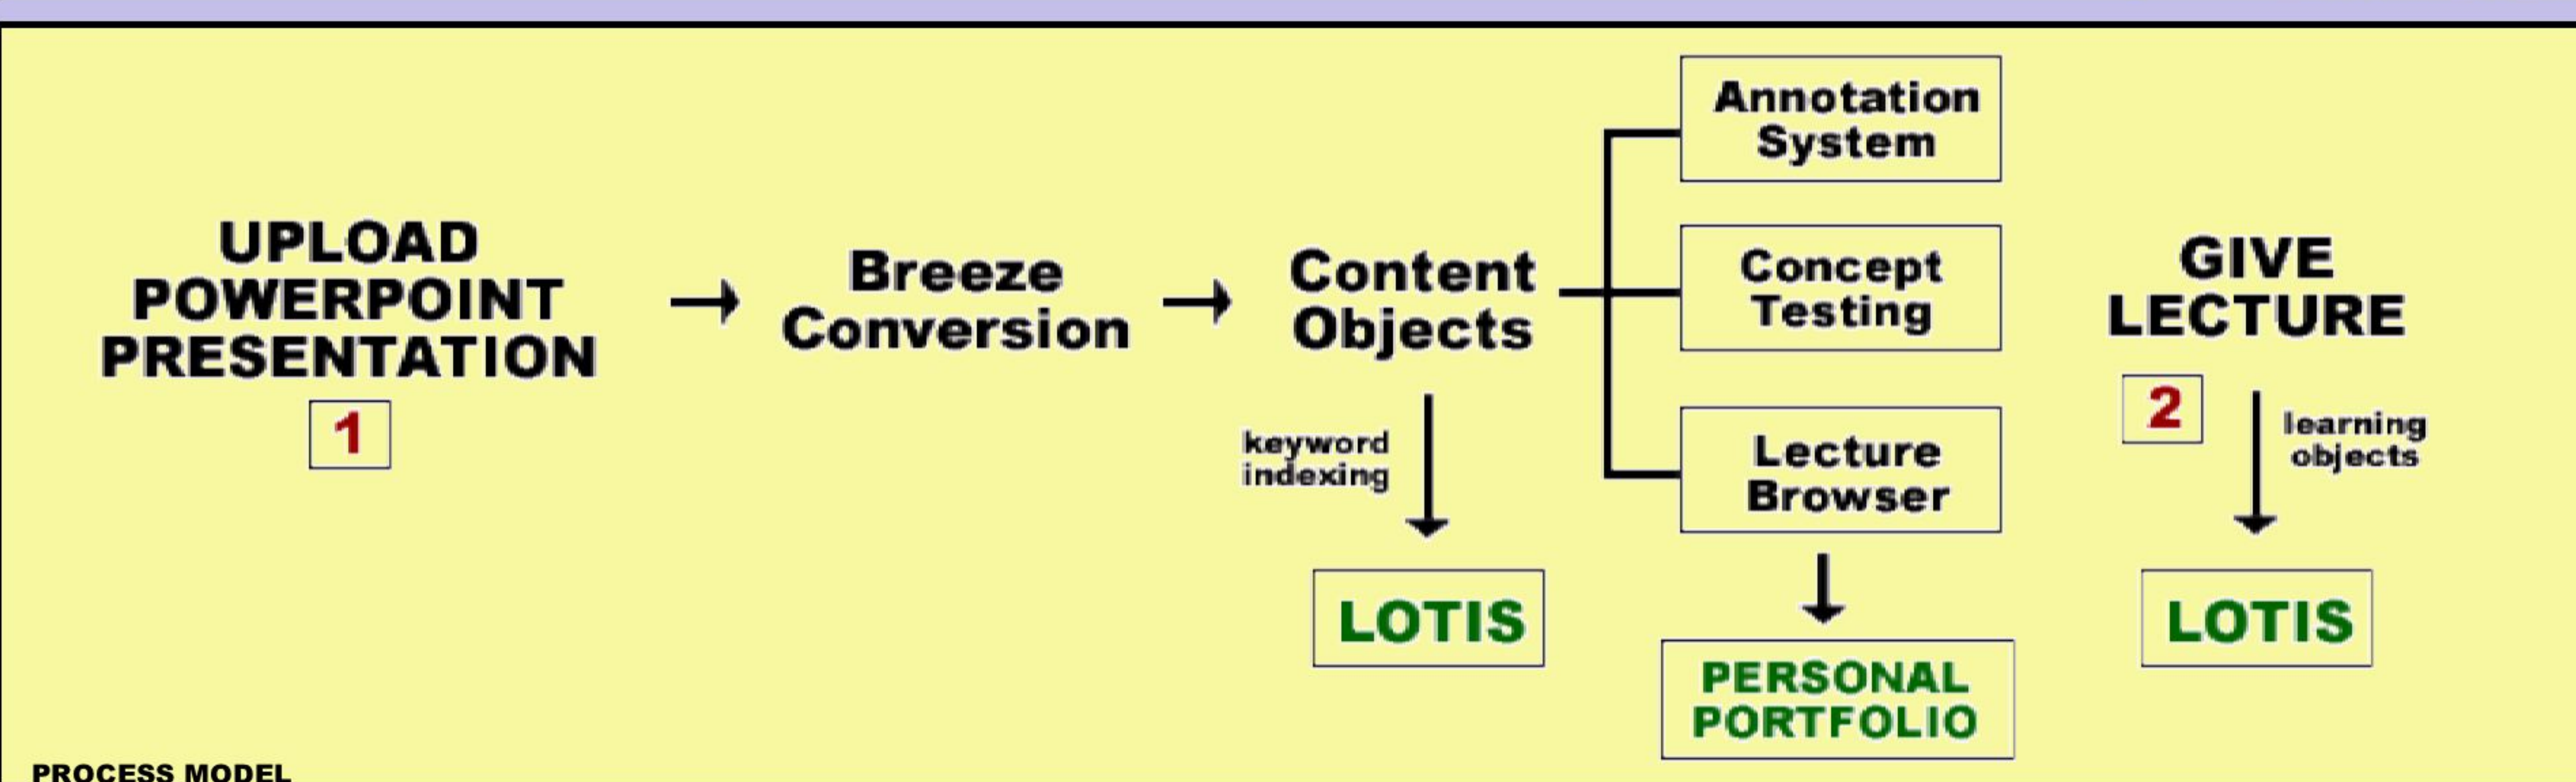 UPLOAD
POWERPOINT
PRESENTATION
1
Breeze
Conversion
Content
Objects
keyword
indexing
LOTIS
Annotation
System
Concept
Testing
Lecture
Browser
PERSONAL
PORTFOLIO
GIVE
LECTURE
2
learning
objects
LOTIS
PROCESS MODEL